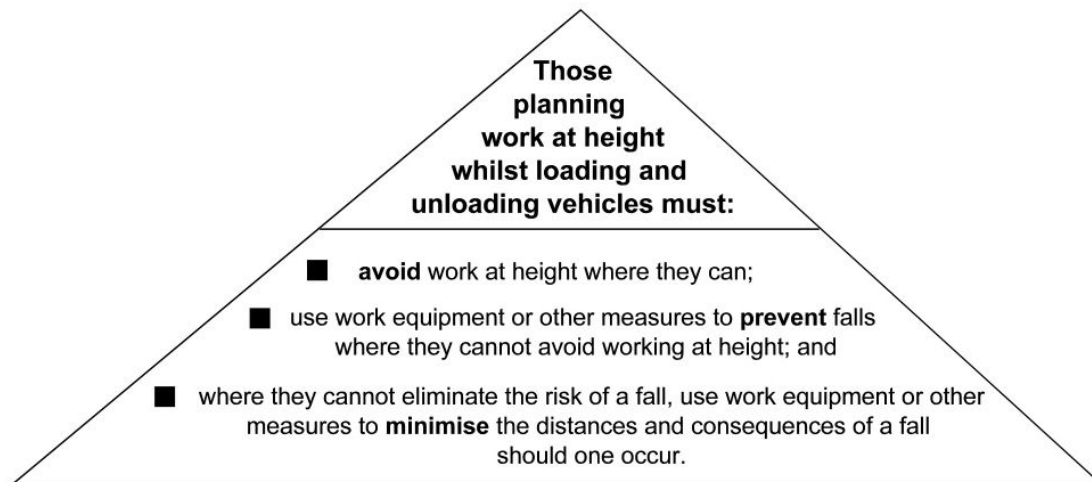 Those
planning
work at height
whilst loading and
unloading vehicles must:
■ avoid work at height where they can;
■ use work equipment or other measures to prevent falls
where they cannot avoid working at height; and
■ where they cannot eliminate the risk of a fall, use work equipment or other
measures to minimise the distances and consequences of a fall
should one occur.